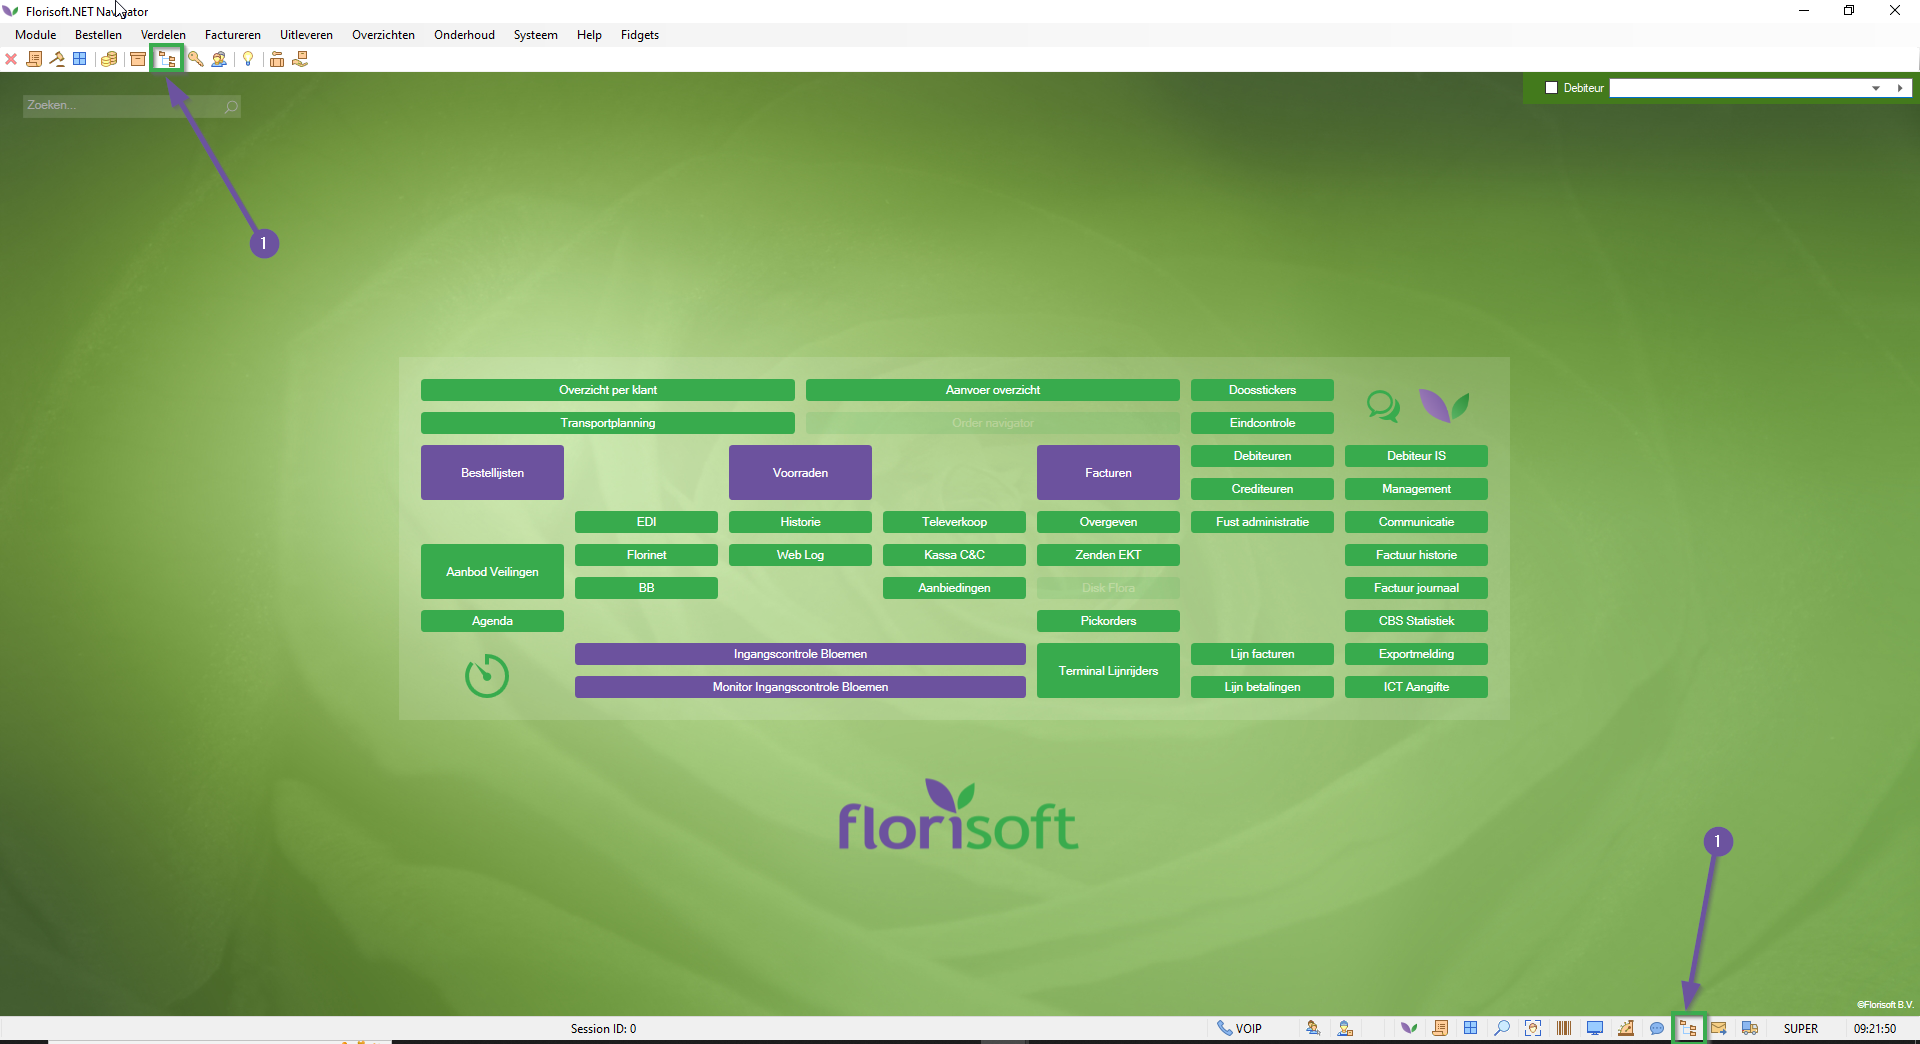 Florisoft.NET Navigator
Module Bestellen Verdelen Factureren Uitleveren Overzichten Onderhoud Systeem Help Fidgets
Zoeken...
Debiteur
1
Overzicht per klant Aanvoer overzicht Doosstickers
Transportplanning Order navigator Eindcontrole
Bestellijsten Voorraden Facturen Debiteuren Debiteur IS
Crediteuren Management
EDI Historie Televerkoop Overgeven Fust administratie Communicatie
Aanbod Veilingen Florinet Web Log Kassa C&C Zenden EKT Factuur historie
BB Aanbiedingen Disk Flora Factuur journaal
Agenda Pickorders CBS Statistiek
Ingangscontrole Bloemen Terminal Lijnrijders Lijn facturen Exportmelding
Monitor Ingangscontrole Bloemen Lijn betalingen ICT Aangifte
florisoft
1
©Florisoft B.V.
Session ID: 0 VOIP SUPER 09:21:50